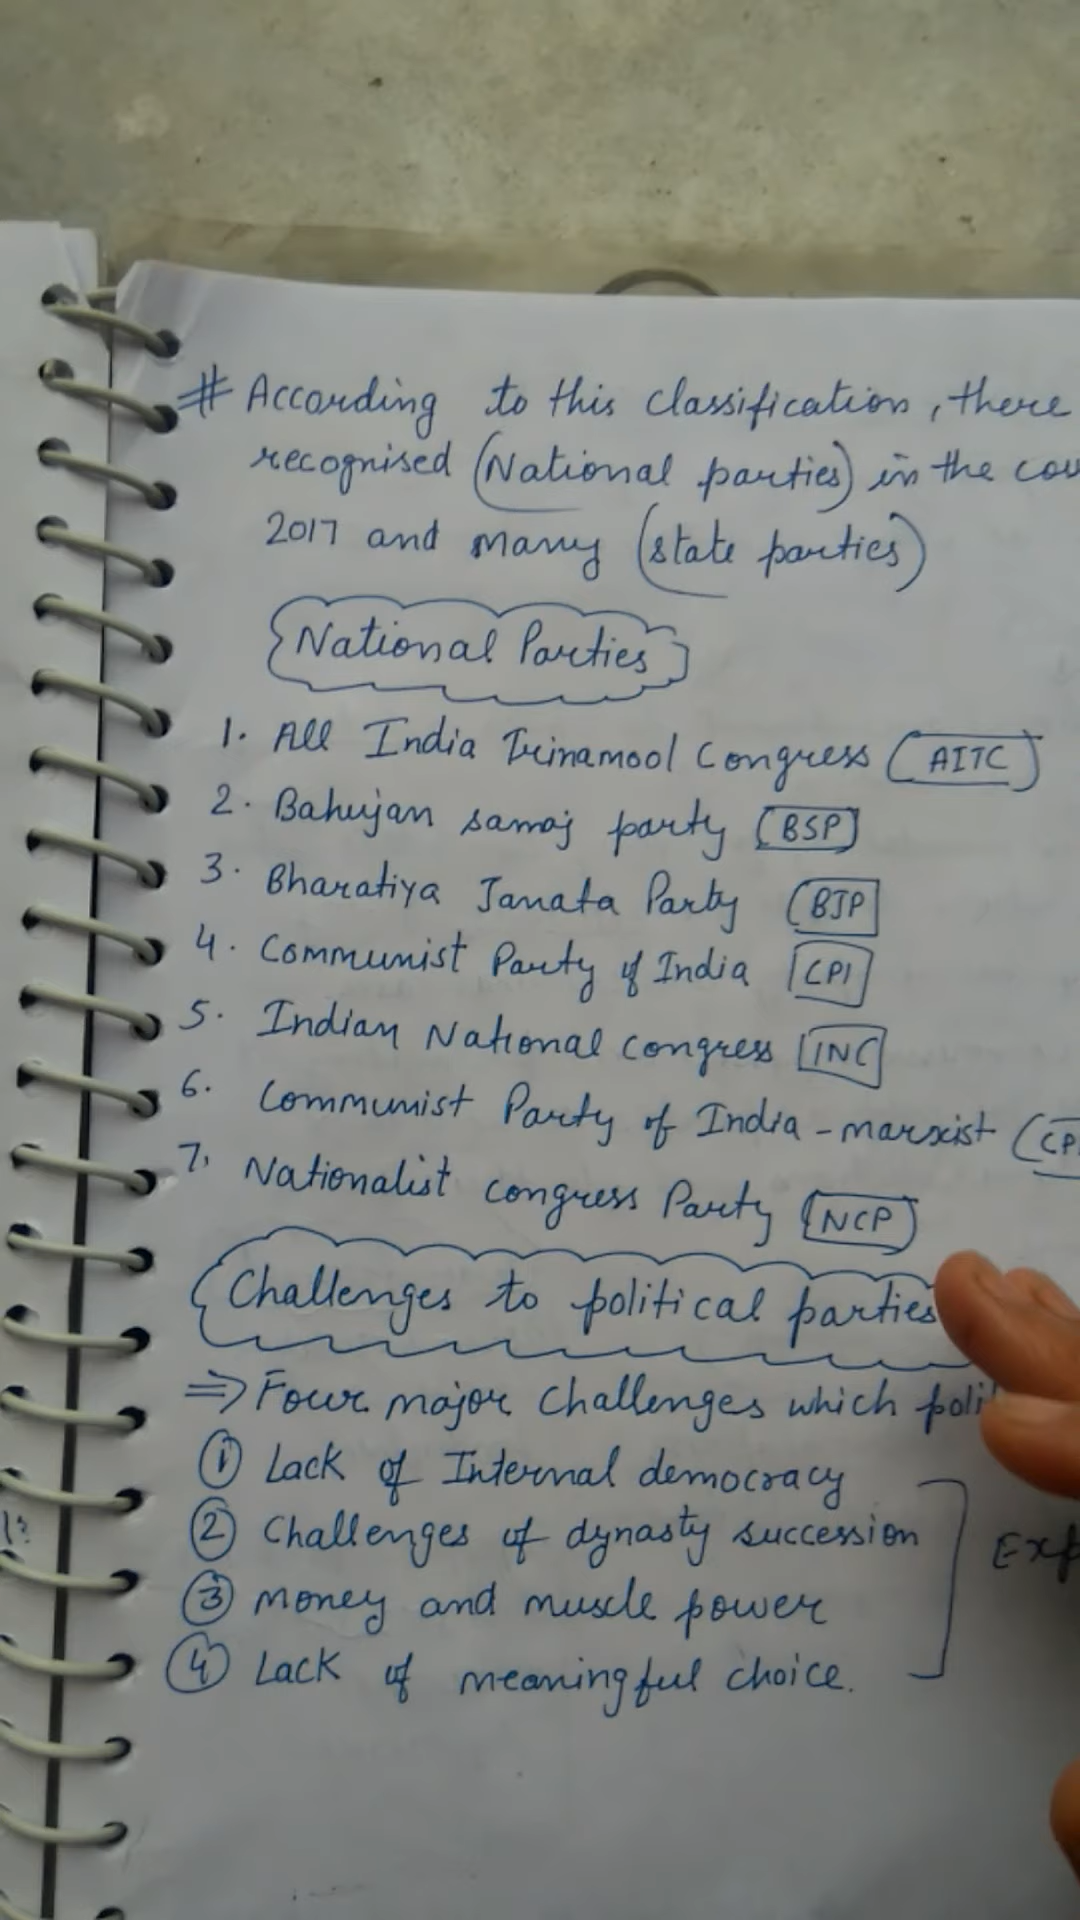 # According to this classification, there
recognised (National parties) in the
2017 and many (state parties)
National Parties
1. All India Trinamool Congress (AITC)
2. Bahujan samaj party (BSP)
3. Bharatiya Janata Party (BJP)
4. Communist Party of India (CPI)
5. Indian National congress (INC)
6. Communist Party of India - marxist (CP
7. Nationalist congress Party (NCP)
Challenges to political parties
⇒ Four major challenges which poli
① Lack of Internal democracy
② Challenges of dynasty succession
Exp
③ money and muscle power
④ Lack of meaningful choice.